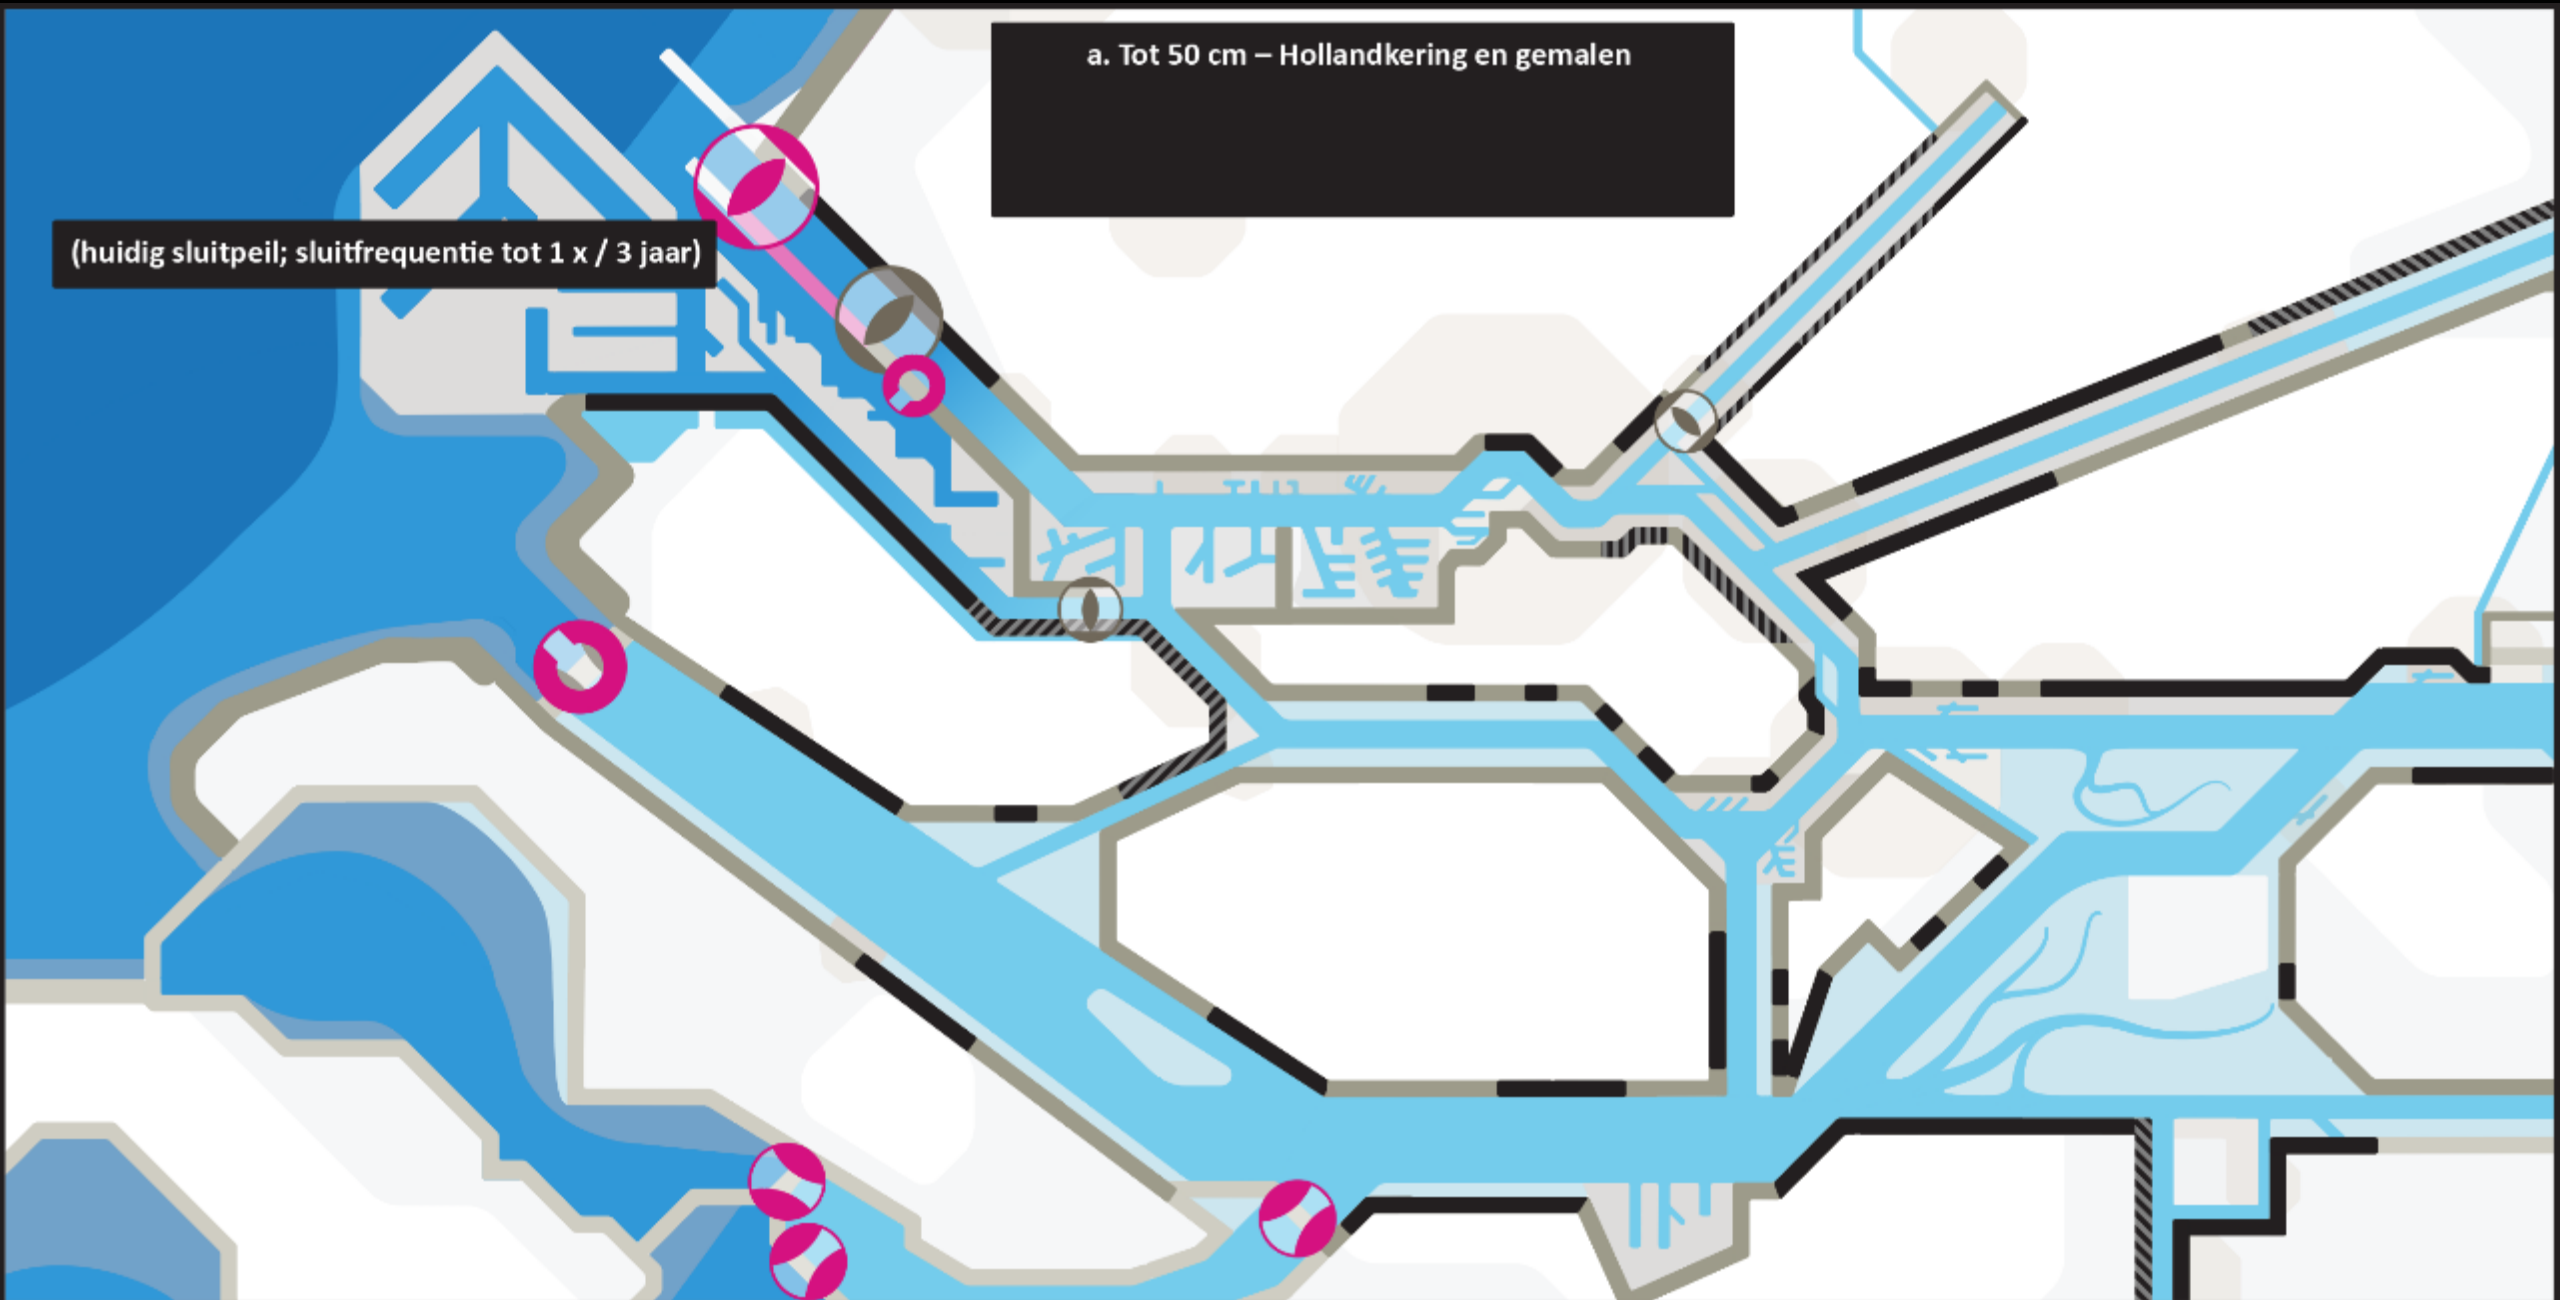 a. Tot 50 cm – Hollandkering en gemalen
(huidig sluitpeil; sluitfrequentie tot 1 x / 3 jaar)